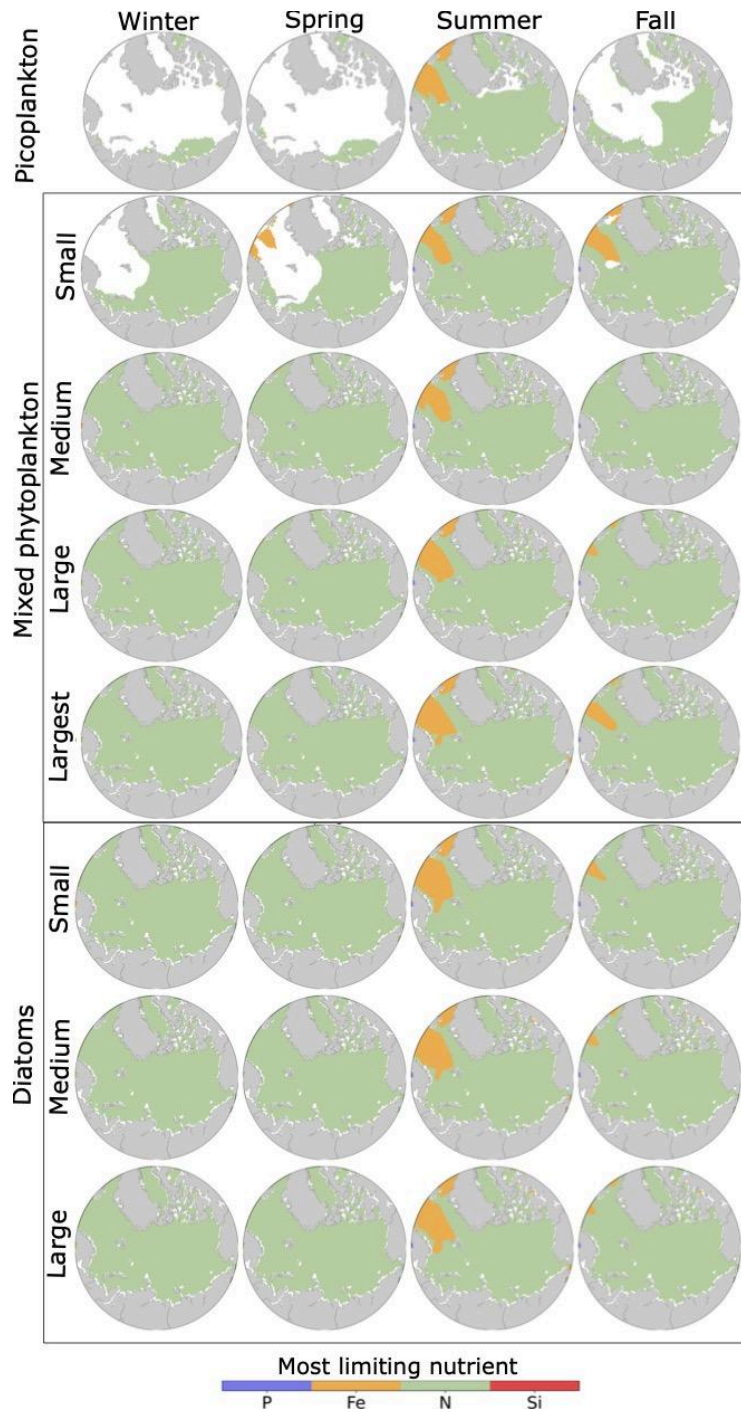 Winter Spring Summer Fall
Picoplankton
Mixed phytoplankton
Small
Medium
Large
Largest
Diatoms
Small
Medium
Large
Most limiting nutrient
P Fe N Si